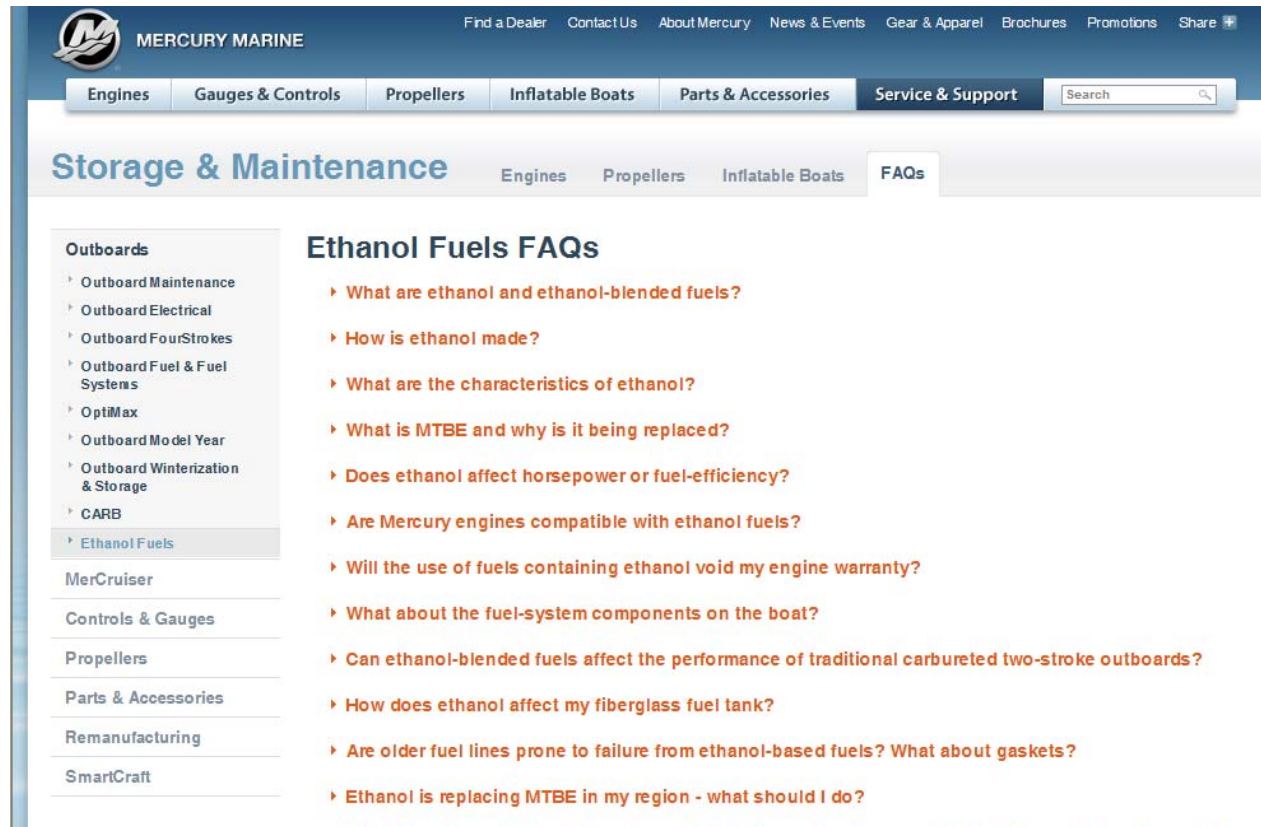 Find a Dealer Contact Us About Mercury News & Events Gear & Apparel Brochures Promotions Share
MERCURY MARINE
Engines Gauges & Controls Propellers Inflatable Boats Parts & Accessories Service & Support Search
Storage & Maintenance Engines Propellers Inflatable Boats FAQs
Outboards
Outboard Maintenance
Outboard Electrical
Outboard FourStrokes
Outboard Fuel & Fuel
Systems
OptiMax
Outboard Model Year
Outboard Winterization
& Storage
CARB
Ethanol Fuels
MerCruiser
Controls & Gauges
Propellers
Parts & Accessories
Remanufacturing
SmartCraft
Ethanol Fuels FAQs
What are ethanol and ethanol-blended fuels?
How is ethanol made?
What are the characteristics of ethanol?
What is MTBE and why is it being replaced?
Does ethanol affect horsepower or fuel-efficiency?
Are Mercury engines compatible with ethanol fuels?
Will the use of fuels containing ethanol void my engine warranty?
What about the fuel-system components on the boat?
Can ethanol-blended fuels affect the performance of traditional carbureted two-stroke outboards?
How does ethanol affect my fiberglass fuel tank?
Are older fuel lines prone to failure from ethanol-based fuels? What about gaskets?
Ethanol is replacing MTBE in my region - what should I do?